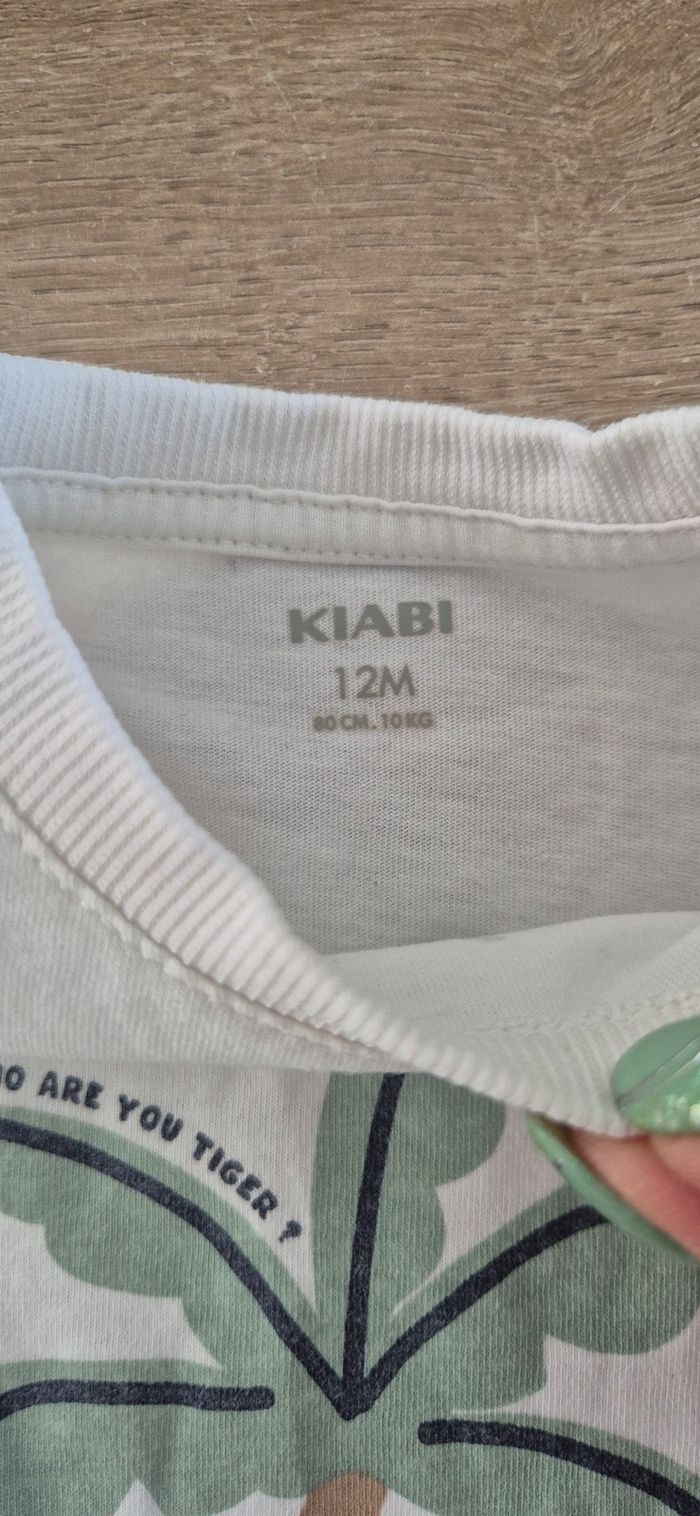 KIABI
12M
80 CM. 10 KG
ARE YOU TIGER ?